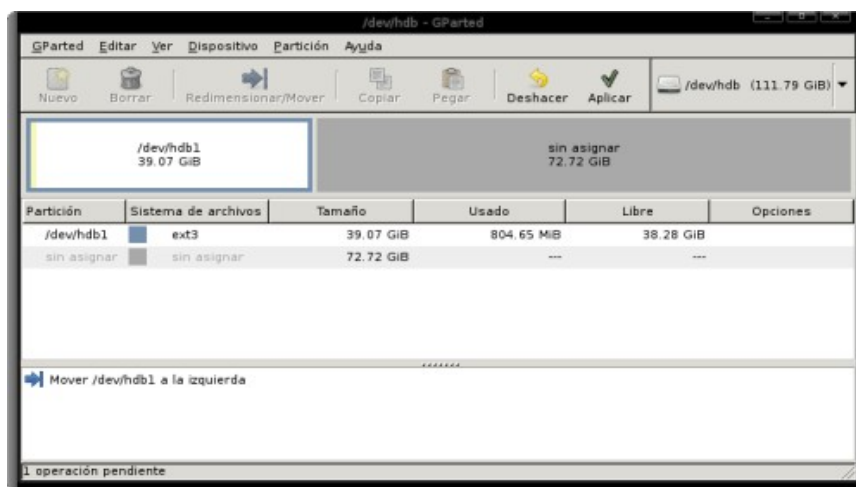 /dev/hdb - GParted
GParted Editar Ver Dispositivo Partición Ayuda
Nuevo Borrar Redimensionar/Mover Copiar Pegar Deshacer Aplicar /dev/hdb (111.79 GiB)
/dev/hdb1
39.07 GiB
sin asignar
72.72 GiB
Partición Sistema de archivos Tamaño Usado Libre Opciones
/dev/hdb1 ext3 39.07 GiB 804.65 MiB 38.28 GiB
sin asignar sin asignar 72.72 GiB --- ---
Mover /dev/hdb1 a la izquierda
1 operación pendiente